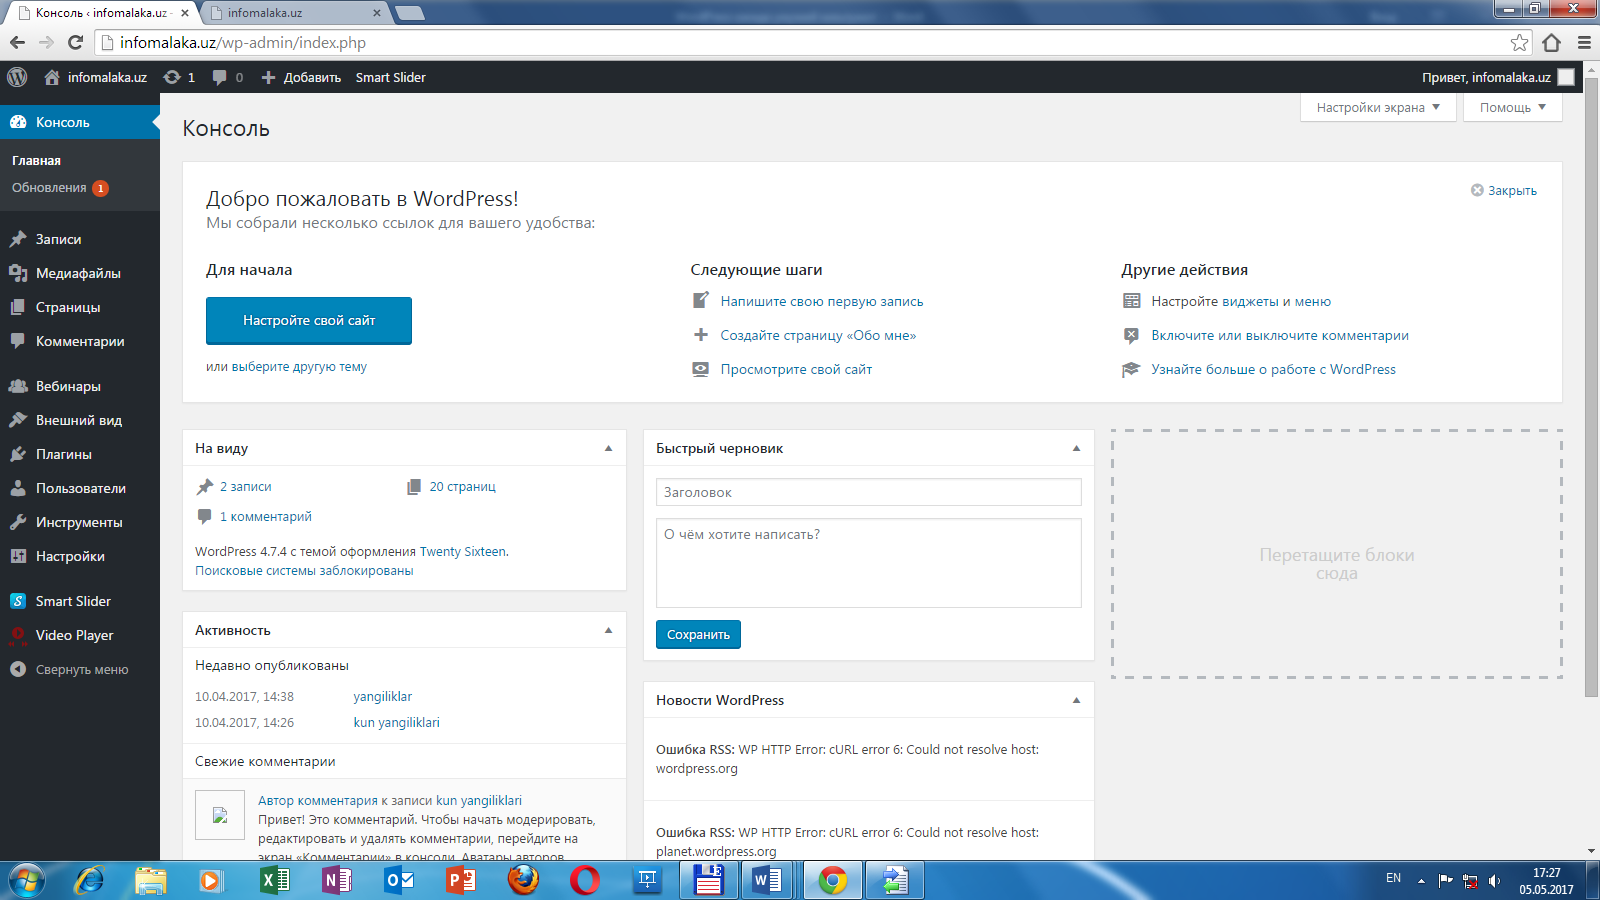 Консоль ‹ infomalaka.uz -
infomalaka.uz
infomalaka.uz/wp-admin/index.php
infomalaka.uz
1
0
Добавить
Smart Slider
Привет, infomalaka.uz
Консоль
Главная
Обновления 1
Записи
Медиафайлы
Страницы
Комментарии
Вебинары
Внешний вид
Плагины
Пользователи
Инструменты
Настройки
Smart Slider
Video Player
Свернуть меню
Настройки экрана
Помощь
Консоль
Добро пожаловать в WordPress!
Закрыть
Мы собрали несколько ссылок для вашего удобства:
Для начала
Настройте свой сайт
или выберите другую тему
Следующие шаги
Напишите свою первую запись
Создайте страницу «Обо мне»
Просмотрите свой сайт
Другие действия
Настройте виджеты и меню
Включите или выключите комментарии
Узнайте больше о работе с WordPress
На виду
2 записи
20 страниц
1 комментарий
WordPress 4.7.4 с темой оформления Twenty Sixteen.
Поисковые системы заблокированы
Активность
Недавно опубликованы
10.04.2017, 14:38 yangiliklar
10.04.2017, 14:26 kun yangiliklari
Свежие комментарии
Автор комментария к записи kun yangiliklari
Привет! Это комментарий. Чтобы начать модерировать,
редактировать и удалять комментарии, перейдите на
экран «Комментарии» в консоли. Аватары авторов
Быстрый черновик
Заголовок
О чём хотите написать?
Сохранить
Новости WordPress
Ошибка RSS: WP HTTP Error: cURL error 6: Could not resolve host:
wordpress.org
Ошибка RSS: WP HTTP Error: cURL error 6: Could not resolve host:
planet.wordpress.org
Перетащите блоки
сюда
EN
17:27
05.05.2017